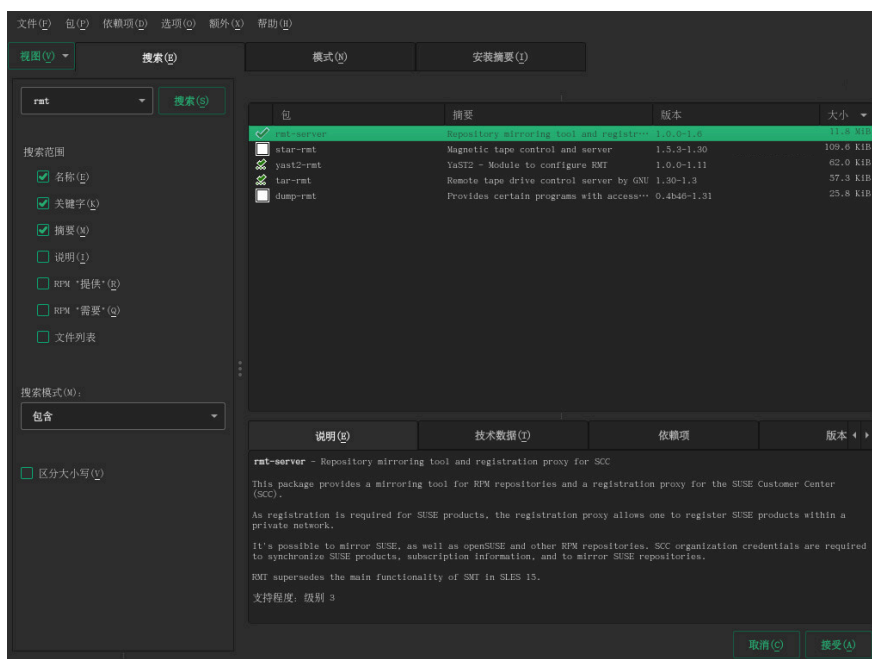 文件(F) 包(P) 依赖项(D) 选项(O) 额外(X) 帮助(H)
视图(V) 搜索(E) 模式(N) 安装摘要(I)
rmt 搜索(S)
搜索范围
名称(E)
关键字(K)
摘要(M)
说明(I)
RPM "提供"(R)
RPM "需要"(Q)
文件列表
搜索模式(M):
包含
区分大小写(Y)
包 摘要 版本 大小
rmt-server Repository mirroring tool and registr… 1.0.0-1.6 11.8 MiB
star-rmt Magnetic tape control and server 1.5.3-1.30 109.6 KiB
yast2-rmt YaST2 - Module to configure RMT 1.0.0-1.11 62.0 KiB
tar-rmt Remote tape drive control server by GNU 1.30-1.3 57.3 KiB
dump-rmt Provides certain programs with access… 0.4b46-1.31 25.8 KiB
说明(E) 技术数据(T) 依赖项 版本
rmt-server - Repository mirroring tool and registration proxy for SCC
This package provides a mirroring tool for RPM repositories and a registration proxy for the SUSE Customer Center
(SCC).
As registration is required for SUSE products, the registration proxy allows one to register SUSE products within a
private network.
It's possible to mirror SUSE, as well as openSUSE and other RPM repositories. SCC organization credentials are required
to synchronize SUSE products, subscription information, and to mirror SUSE repositories.
RMT supersedes the main functionality of SMT in SLES 15.
支持程度: 级别 3
取消(C) 接受(A)